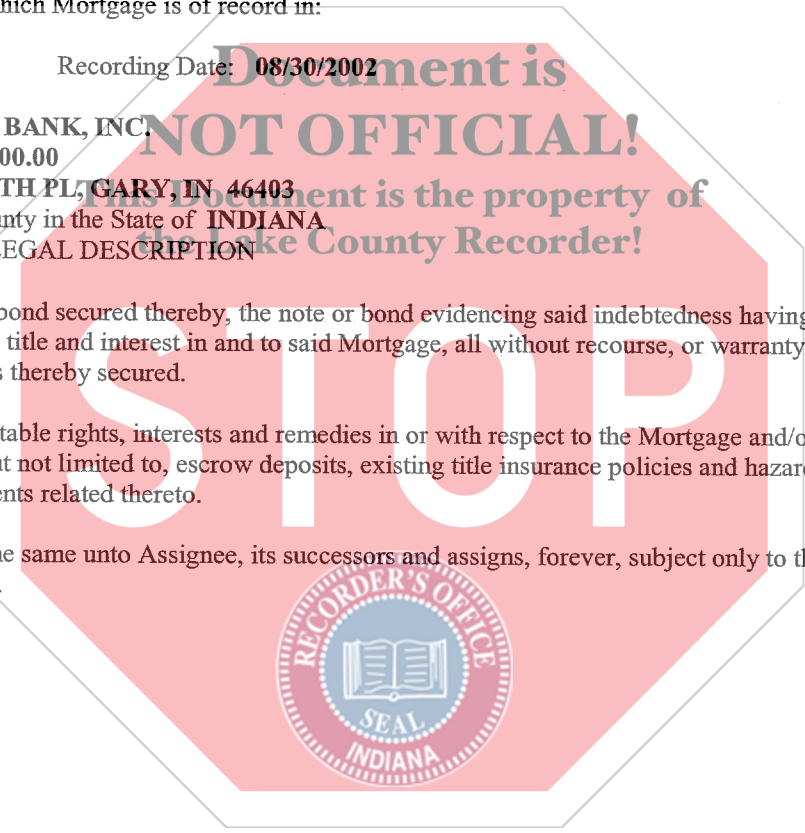 hich Mortgage is of record in:
Recording Date: 08/30/2002
Document is
BANK, INC.
NOT OFFICIAL!
00.00
TH PL, GARY, IN 46403
This Document is the property of
nty in the State of INDIANA
the Lake County Recorder!
EGAL DESCRIPTION
bond secured thereby, the note or bond evidencing said indebtedness having
title and interest in and to said Mortgage, all without recourse, or warranty
s thereby secured.
STOP
table rights, interests and remedies in or with respect to the Mortgage and/o
t not limited to, escrow deposits, existing title insurance policies and hazar
ents related thereto.
e same unto Assignee, its successors and assigns, forever, subject only to th
RECORDER'S OFFICE
SEAL
INDIANA